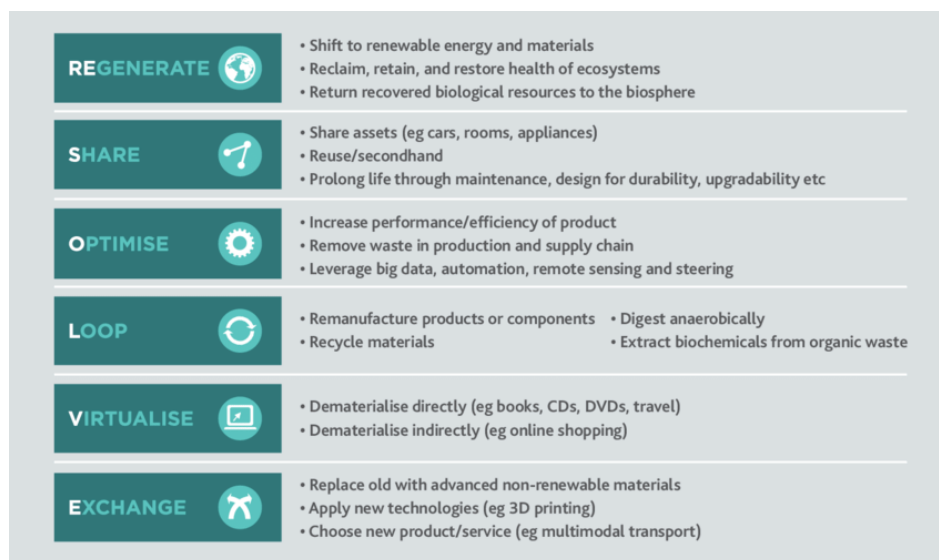 REGENERATE
• Shift to renewable energy and materials
• Reclaim, retain, and restore health of ecosystems
• Return recovered biological resources to the biosphere
SHARE
• Share assets (eg cars, rooms, appliances)
• Reuse/secondhand
• Prolong life through maintenance, design for durability, upgradability etc
OPTIMISE
• Increase performance/efficiency of product
• Remove waste in production and supply chain
• Leverage big data, automation, remote sensing and steering
LOOP
• Remanufacture products or components • Digest anaerobically
• Recycle materials • Extract biochemicals from organic waste
VIRTUALISE
• Dematerialise directly (eg books, CDs, DVDs, travel)
• Dematerialise indirectly (eg online shopping)
EXCHANGE
• Replace old with advanced non-renewable materials
• Apply new technologies (eg 3D printing)
• Choose new product/service (eg multimodal transport)